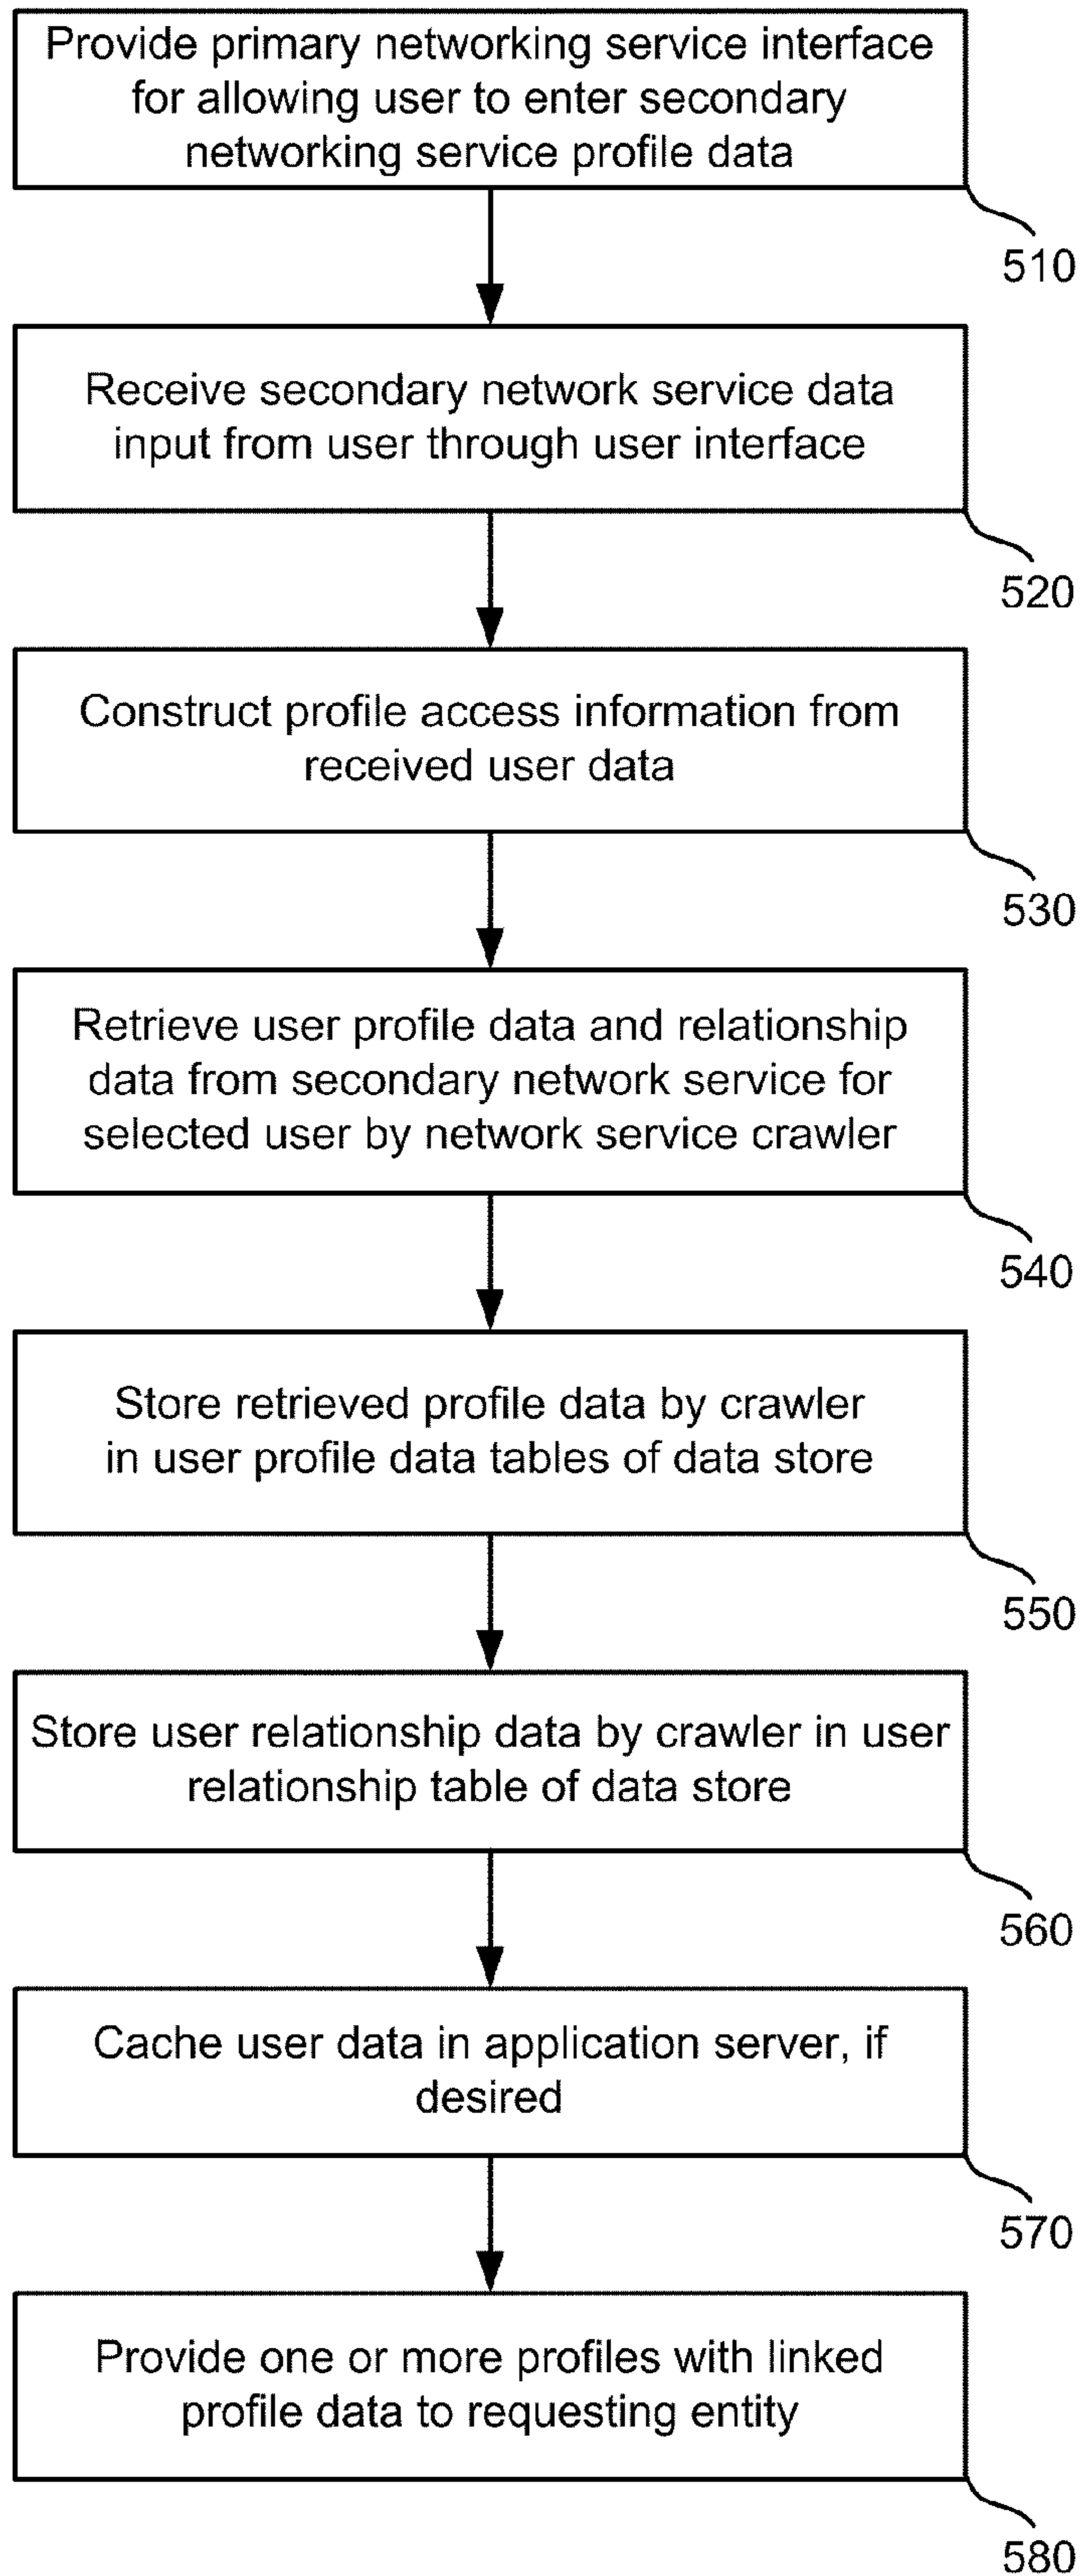 Provide primary networking service interface
for allowing user to enter secondary
networking service profile data
510
Receive secondary network service data
input from user through user interface
520
Construct profile access information from
received user data
530
Retrieve user profile data and relationship
data from secondary network service for
selected user by network service crawler
540
Store retrieved profile data by crawler
in user profile data tables of data store
550
Store user relationship data by crawler in user
relationship table of data store
560
Cache user data in application server, if
desired
570
Provide one or more profiles with linked
profile data to requesting entity
580